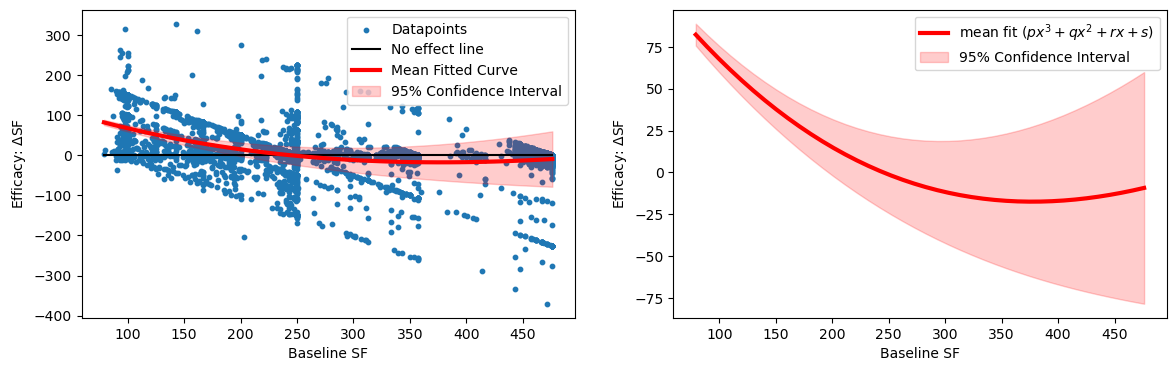 300
200
100
0
−100
−200
−300
−400
Efficacy: ΔSF
100 150 200 250 300 350 400 450
Baseline SF
Datapoints
No effect line
Mean Fitted Curve
95% Confidence Interval
75
50
25
0
−25
−50
−75
Efficacy: ΔSF
100 150 200 250 300 350 400 450
Baseline SF
mean fit (px³ + qx² + rx + s)
95% Confidence Interval